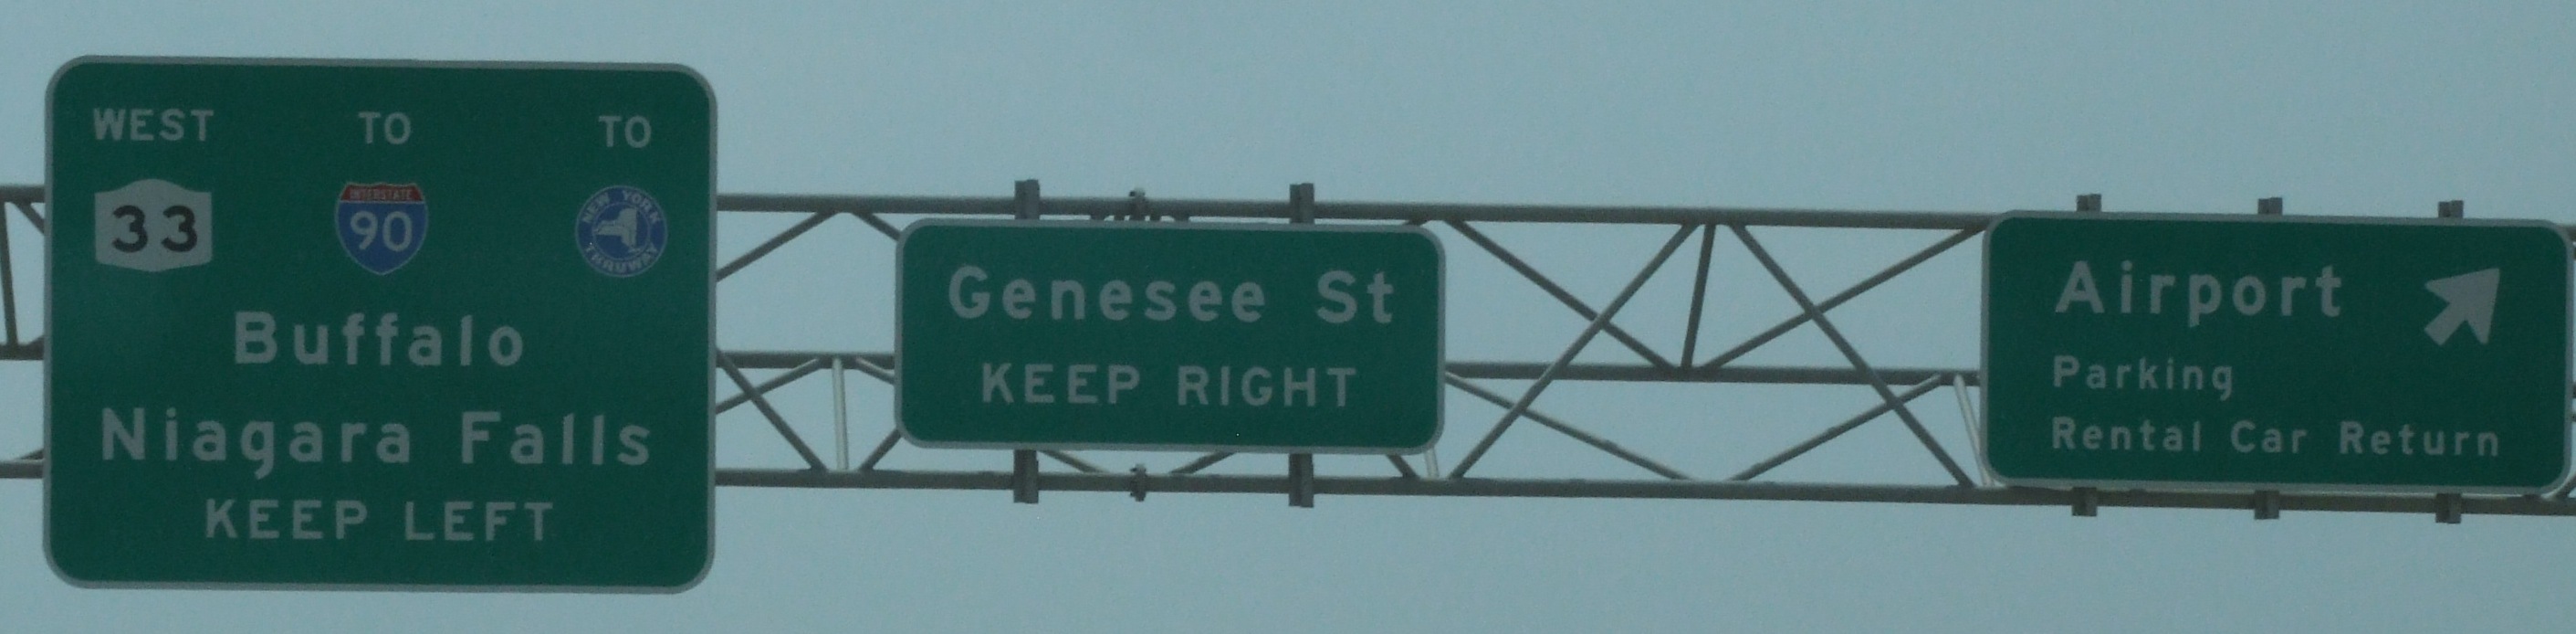 WEST TO TO
33 INTERSTATE 90 NEW YORK THRUWAY
Buffalo
Niagara Falls
KEEP LEFT
Genesee St
KEEP RIGHT
Airport
Parking
Rental Car Return